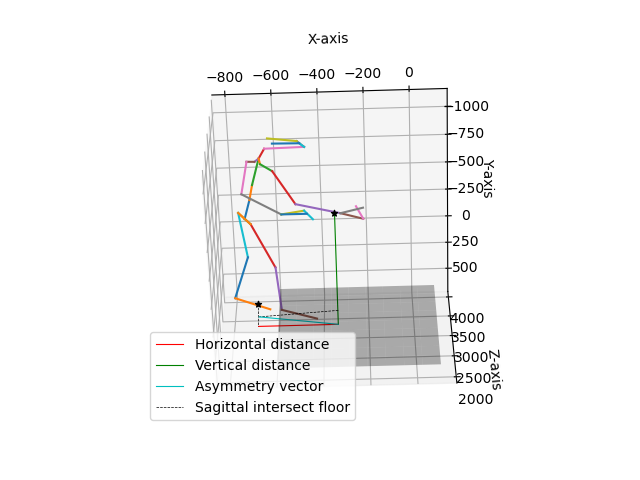 X-axis
−800 −600 −400 −200 0
−1000
−750
−500
−250
0
250
500
Y-axis
4000
3500
3000
2500
2000
Z-axis
Horizontal distance
Vertical distance
Asymmetry vector
Sagittal intersect floor